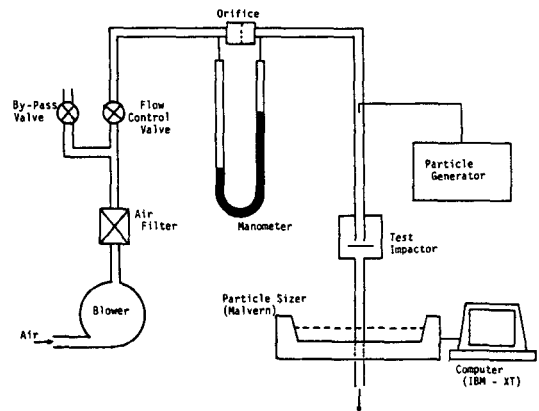 Orifice
By-Pass
Valve
Flow
Control
Valve
Particle
Generator
Air
Filter
Manometer
Test
Impactor
Particle Sizer
(Malvern)
Blower
Air
Computer
(IBM - XT)